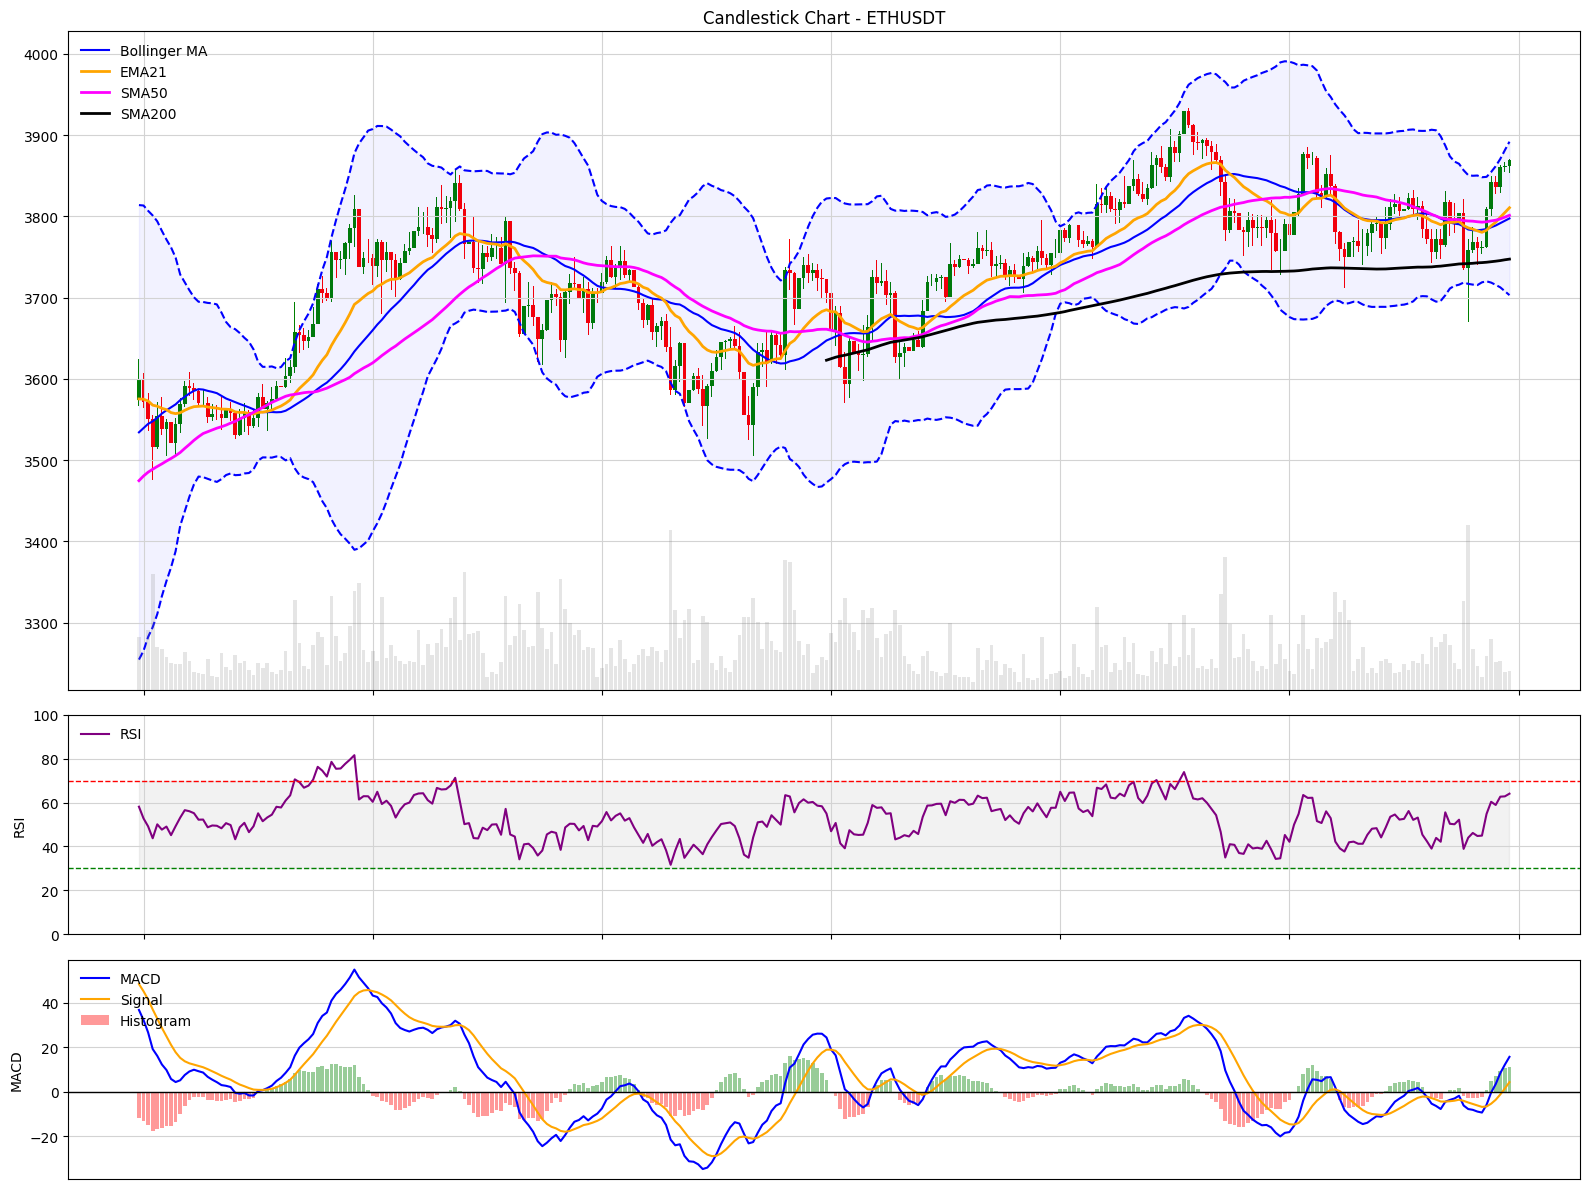 Candlestick Chart - ETHUSDT
Bollinger MA
EMA21
SMA50
SMA200
4000
3900
3800
3700
3600
3500
3400
3300
RSI
RSI
100
80
60
40
20
0
MACD
MACD
Signal
Histogram
40
20
0
−20